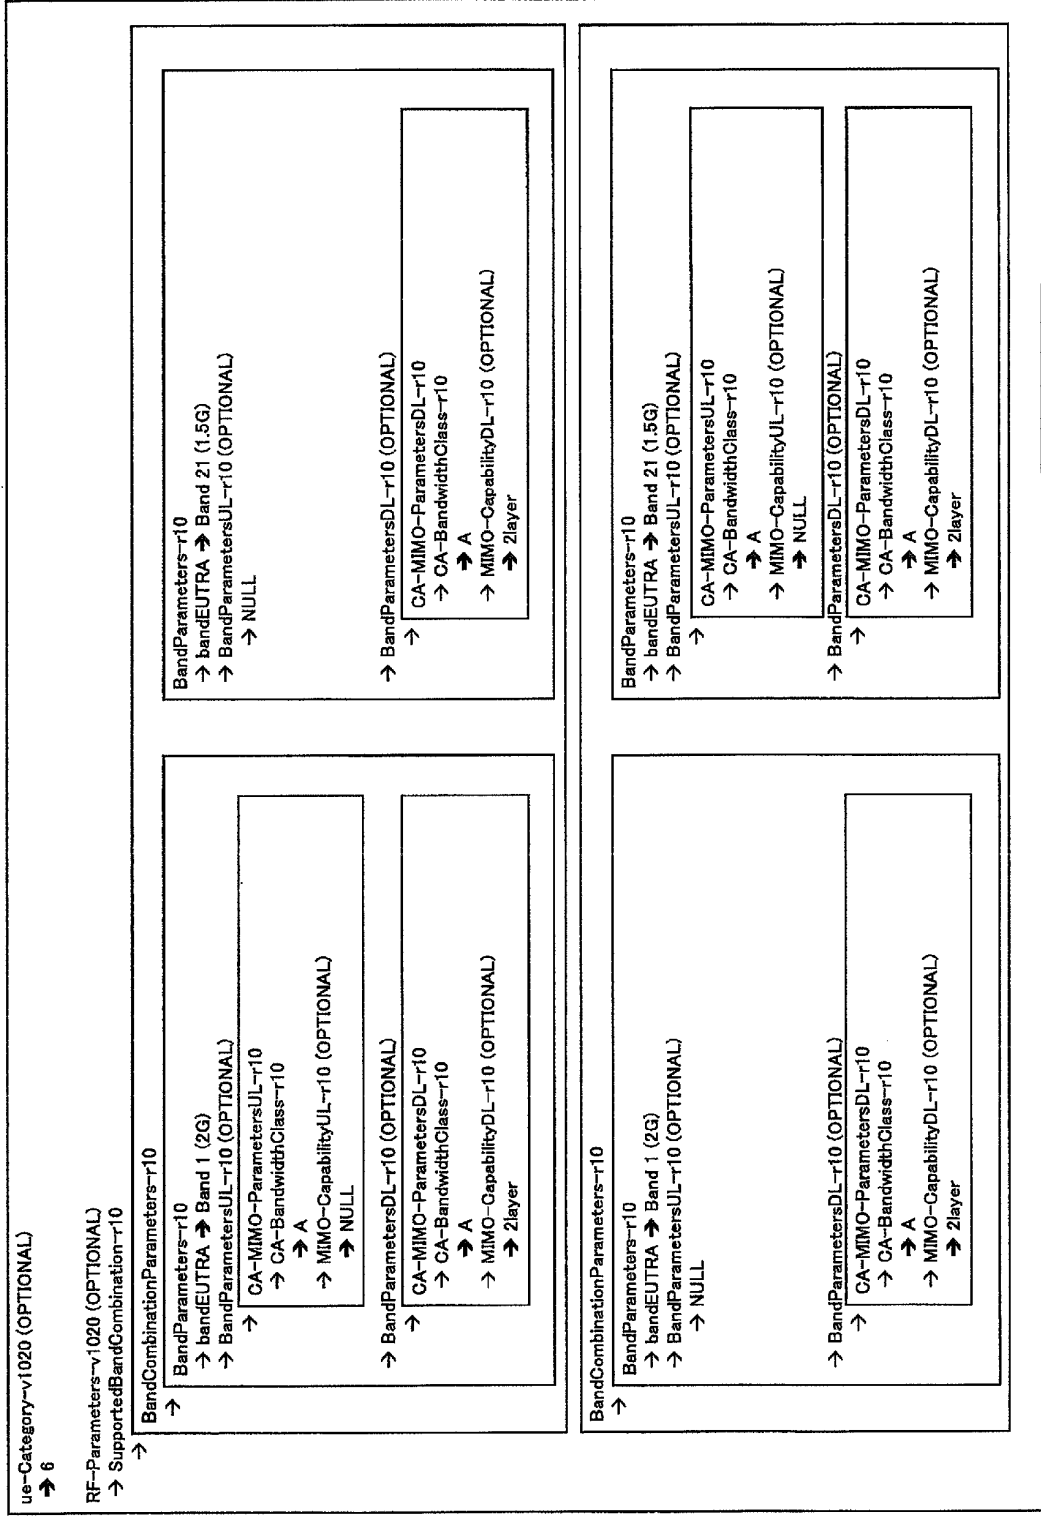 ue-Category-v1020 (OPTIONAL)
➔ 6
RF-Parameters-v1020 (OPTIONAL)
→ SupportedBandCombination-r10
→
BandCombinationParameters-r10
→
BandParameters-r10
→ bandEUTRA ➔ Band 1 (2G)
→ BandParametersUL-r10 (OPTIONAL)
→
CA-MIMO-ParametersUL-r10
→ CA-BandwidthClass-r10
➔ A
→ MIMO-CapabilityUL-r10 (OPTIONAL)
➔ NULL
→ BandParametersDL-r10 (OPTIONAL)
→
CA-MIMO-ParametersDL-r10
→ CA-BandwidthClass-r10
➔ A
→ MIMO-CapabilityDL-r10 (OPTIONAL)
➔ 2layer
BandParameters-r10
→ bandEUTRA ➔ Band 21 (1.5G)
→ BandParametersUL-r10 (OPTIONAL)
→ NULL
→ BandParametersDL-r10 (OPTIONAL)
→
CA-MIMO-ParametersDL-r10
→ CA-BandwidthClass-r10
➔ A
→ MIMO-CapabilityDL-r10 (OPTIONAL)
➔ 2layer
BandCombinationParameters-r10
→
BandParameters-r10
→ bandEUTRA ➔ Band 1 (2G)
→ BandParametersUL-r10 (OPTIONAL)
→ NULL
→ BandParametersDL-r10 (OPTIONAL)
→
CA-MIMO-ParametersDL-r10
→ CA-BandwidthClass-r10
➔ A
→ MIMO-CapabilityDL-r10 (OPTIONAL)
➔ 2layer
BandParameters-r10
→ bandEUTRA ➔ Band 21 (1.5G)
→ BandParametersUL-r10 (OPTIONAL)
→
CA-MIMO-ParametersUL-r10
→ CA-BandwidthClass-r10
➔ A
→ MIMO-CapabilityUL-r10 (OPTIONAL)
➔ NULL
→ BandParametersDL-r10 (OPTIONAL)
→
CA-MIMO-ParametersDL-r10
→ CA-BandwidthClass-r10
➔ A
→ MIMO-CapabilityDL-r10 (OPTIONAL)
➔ 2layer